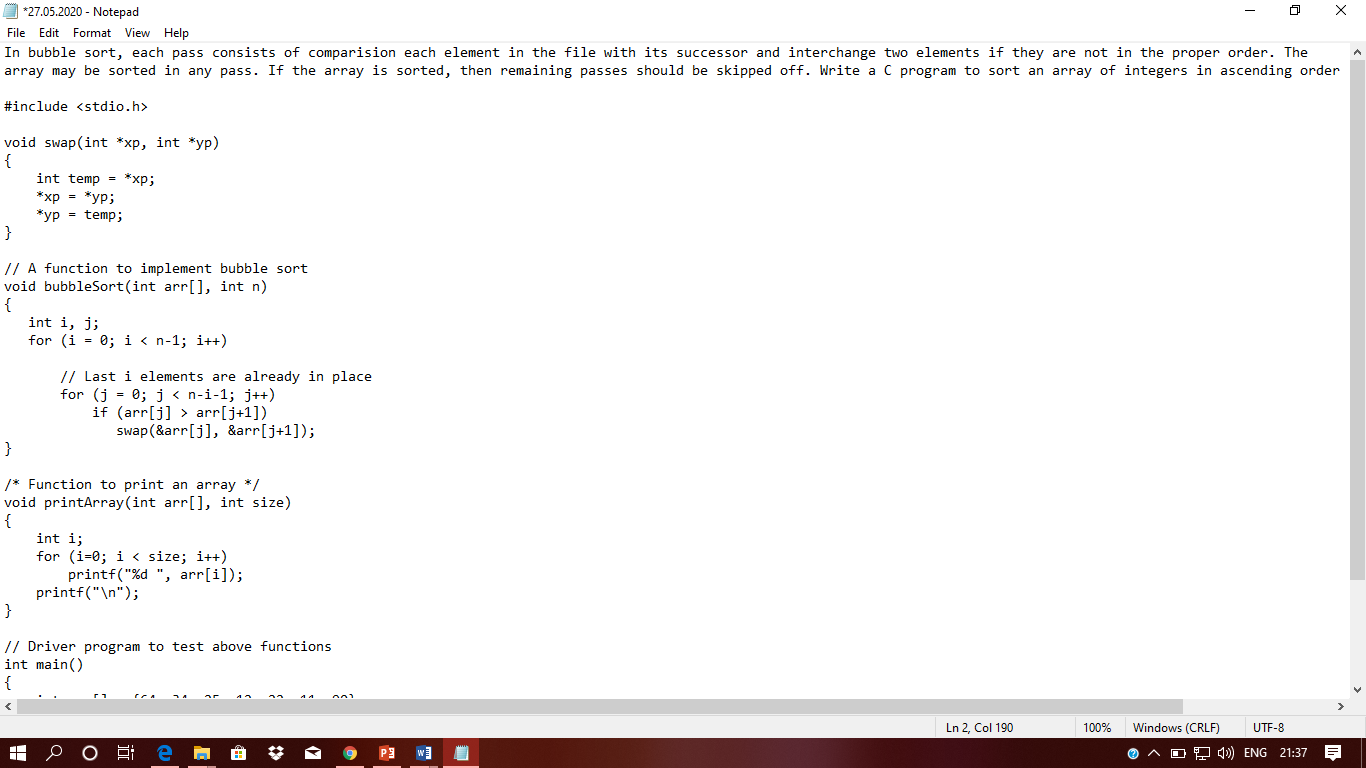 *27.05.2020 - Notepad
File Edit Format View Help
In bubble sort, each pass consists of comparision each element in the file with its successor and interchange two elements if they are not in the proper order. The
array may be sorted in any pass. If the array is sorted, then remaining passes should be skipped off. Write a C program to sort an array of integers in ascending order
#include <stdio.h>
void swap(int *xp, int *yp)
{
    int temp = *xp;
    *xp = *yp;
    *yp = temp;
}
// A function to implement bubble sort
void bubbleSort(int arr[], int n)
{
   int i, j;
   for (i = 0; i < n-1; i++)
       // Last i elements are already in place
       for (j = 0; j < n-i-1; j++)
           if (arr[j] > arr[j+1])
              swap(&arr[j], &arr[j+1]);
}
/* Function to print an array */
void printArray(int arr[], int size)
{
    int i;
    for (i=0; i < size; i++)
        printf("%d ", arr[i]);
    printf("\n");
}
// Driver program to test above functions
int main()
{
Ln 2, Col 190 100% Windows (CRLF) UTF-8
ENG 21:37